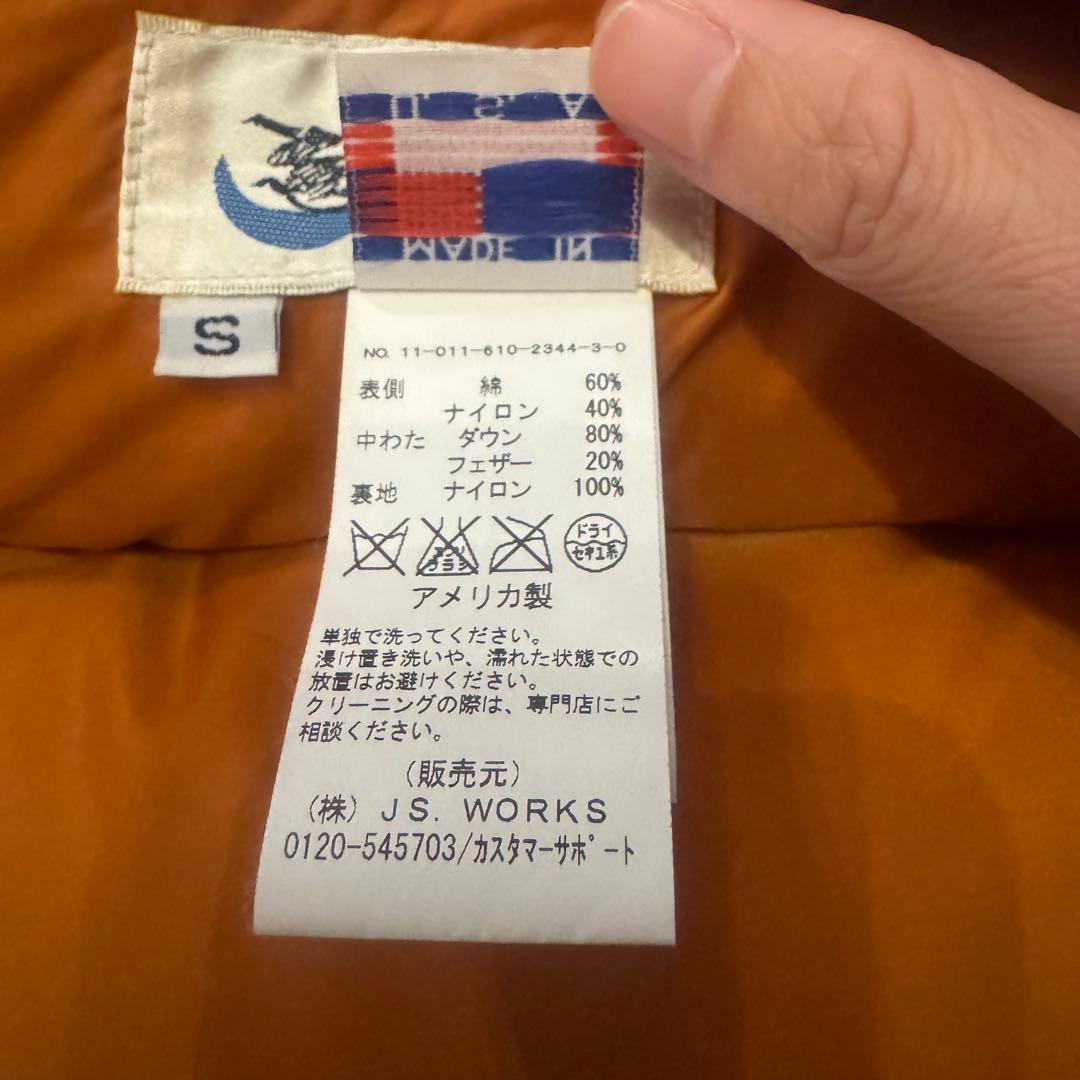 U. S. A
MADE IN
S
NO. 11-011-610-2344-3-0
表側 綿 60%
ナイロン 40%
中わた ダウン 80%
フェザー 20%
裏地 ナイロン 100%
エンソ
ドライ
セキユ系
アメリカ製
単独で洗ってください。
浸け置き洗いや、濡れた状態での
放置はお避けください。
クリーニングの際は、専門店にご
相談ください。
(販売元)
(株) JS. WORKS
0120-545703/カスタマーサポート